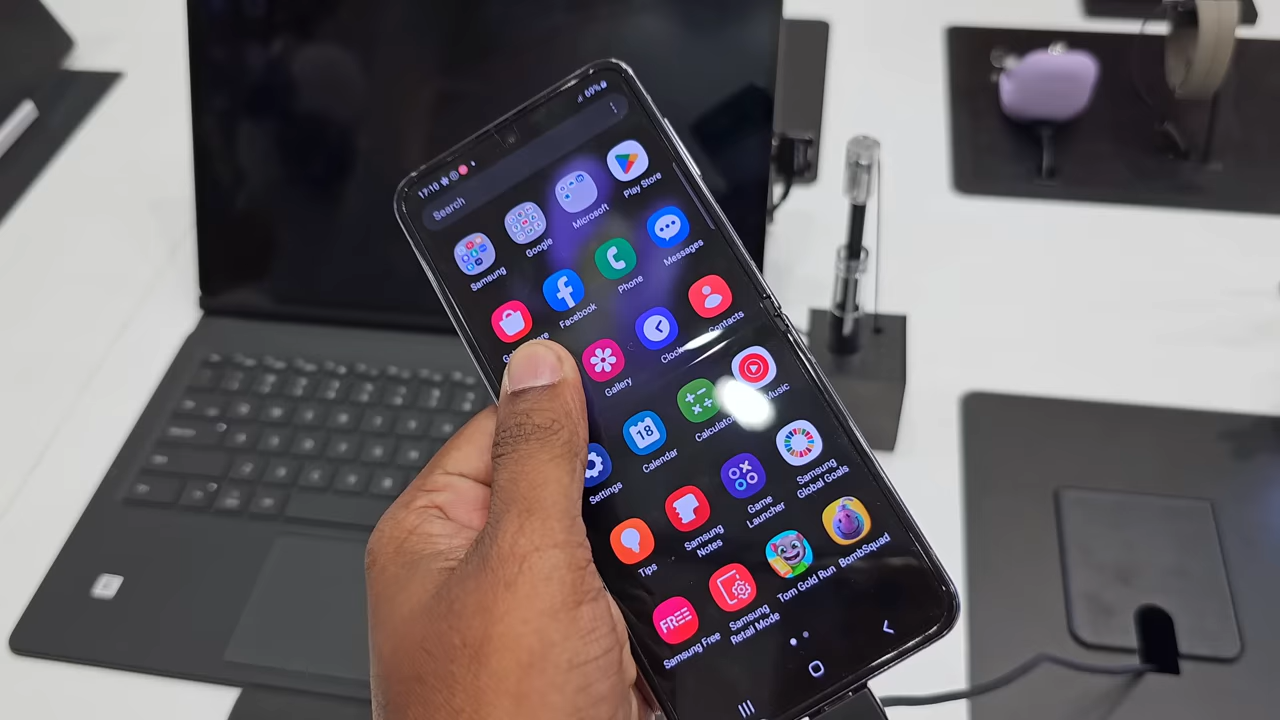 17:10
69%
Search
Samsung
Google
Microsoft
Play Store
Facebook
Phone
Messages
Gallery
Clock
Contacts
Settings
18
Calendar
Calculator
Music
Tips
Samsung
Notes
Game
Launcher
Samsung
Global Goals
FREE
Samsung Free
Samsung
Retail Mode
Tom Gold Run
BombSquad